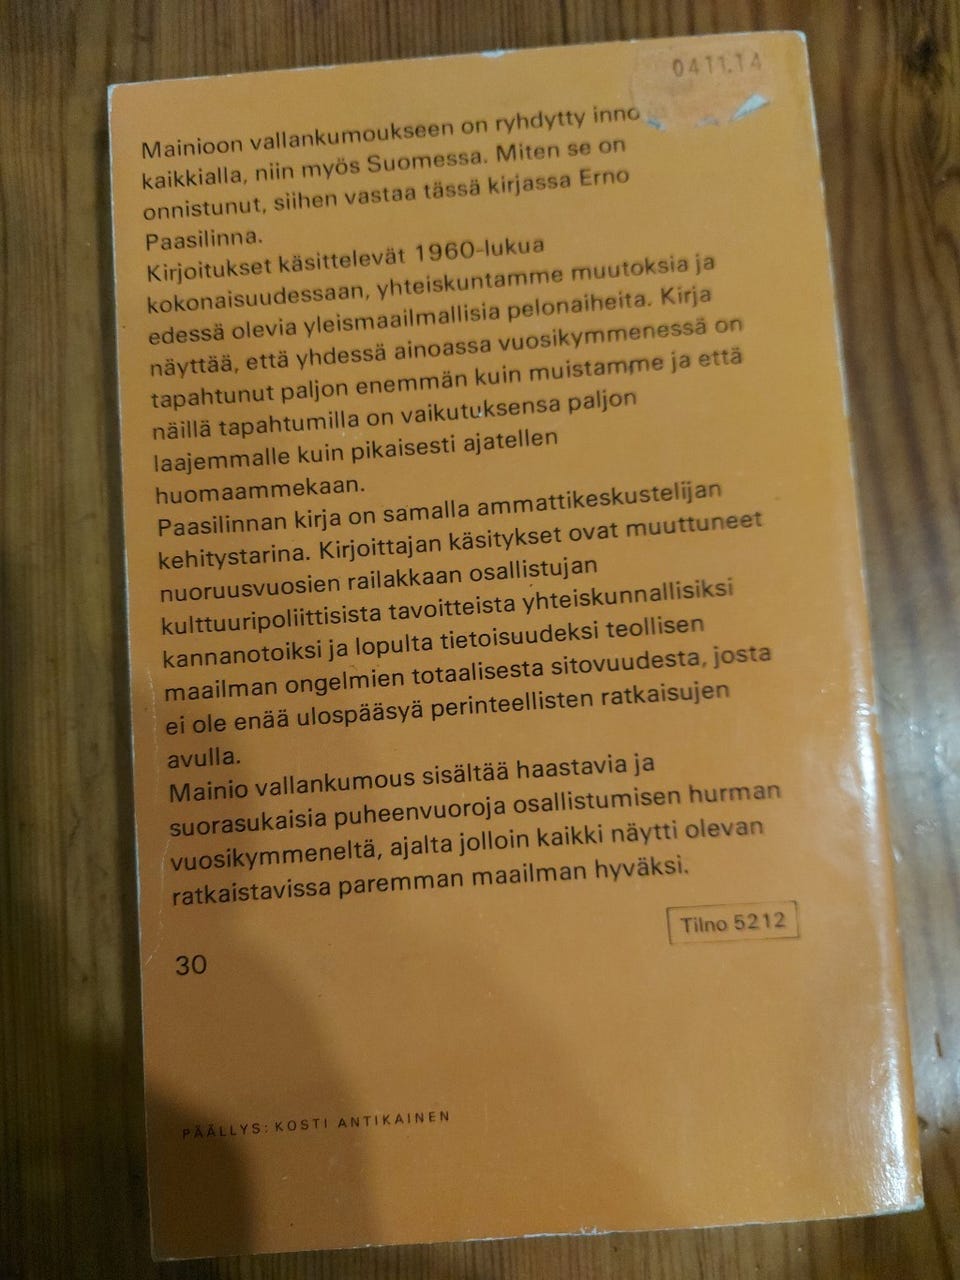 0411.14
Mainioon vallankumoukseen on ryhdytty inno
kaikkialla, niin myös Suomessa. Miten se on
onnistunut, siihen vastaa tässä kirjassa Erno
Paasilinna.
Kirjoitukset käsittelevät 1960-lukua
kokonaisuudessaan, yhteiskuntamme muutoksia ja
edessä olevia yleismaailmallisia pelonaiheita. Kirja
näyttää, että yhdessä ainoassa vuosikymmenessä on
tapahtunut paljon enemmän kuin muistamme ja että
näillä tapahtumilla on vaikutuksensa paljon
laajemmalle kuin pikaisesti ajatellen
huomaammekaan.
Paasilinnan kirja on samalla ammattikeskustelijan
kehitystarina. Kirjoittajan käsitykset ovat muuttuneet
nuoruusvuosien railakkaan osallistujan
kulttuuripoliittisista tavoitteista yhteiskunnallisiksi
kannanotoiksi ja lopulta tietoisuudeksi teollisen
maailman ongelmien totaalisesta sitovuudesta, josta
ei ole enää ulospääsyä perinteellisten ratkaisujen
avulla.
Mainio vallankumous sisältää haastavia ja
suorasukaisia puheenvuoroja osallistumisen hurman
vuosikymmeneltä, ajalta jolloin kaikki näytti olevan
ratkaistavissa paremman maailman hyväksi.
Tilno 5212
30
PÄÄLLYS: KOSTI ANTIKAINEN